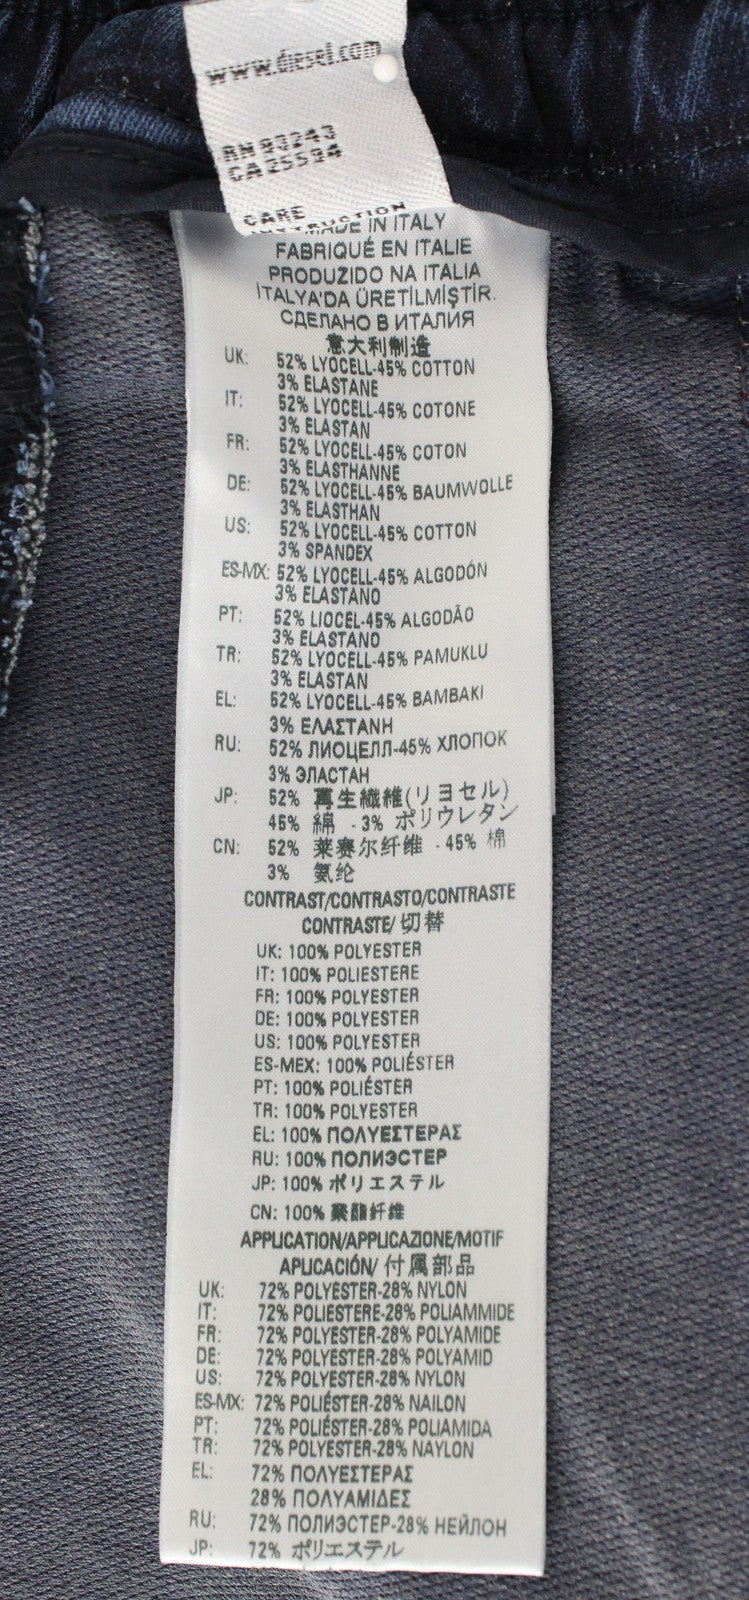 www.diesel.com
RN 93243
CA 25594
CARE
INSTRUCTION
MADE IN ITALY
FABRIQUÉ EN ITALIE
PRODUZIDO NA ITALIA
İTALYA'DA ÜRETİLMİŞTİR.
СДЕЛАНО В ИТАЛИЯ
意大利制造
UK: 52% LYOCELL-45% COTTON
3% ELASTANE
IT: 52% LYOCELL-45% COTONE
3% ELASTAN
FR: 52% LYOCELL-45% COTON
3% ELASTHANNE
DE: 52% LYOCELL-45% BAUMWOLLE
3% ELASTHAN
US: 52% LYOCELL-45% COTTON
3% SPANDEX
ES-MX: 52% LYOCELL-45% ALGODÓN
3% ELASTANO
PT: 52% LIOCEL-45% ALGODÃO
3% ELASTANO
TR: 52% LYOCELL-45% PAMUKLU
3% ELASTAN
EL: 52% LYOCELL-45% BAMBAKI
3% ΕΛΑΣΤΑΝΗ
RU: 52% ЛИОЦЕЛЛ-45% ХЛОПОК
3% ЭЛАСТАН
JP: 52% 再生繊維(リヨセル)
45% 綿 -3% ポリウレタン
CN: 52% 莱赛尔纤维 -45% 棉
3% 氨纶
CONTRAST/CONTRASTO/CONTRASTE
CONTRASTE/ 切替
UK: 100% POLYESTER
IT: 100% POLIESTERE
FR: 100% POLYESTER
DE: 100% POLYESTER
US: 100% POLYESTER
ES-MEX: 100% POLIÉSTER
PT: 100% POLIÉSTER
TR: 100% POLYESTER
EL: 100% ΠΟΛΥΕΣΤΕΡΑΣ
RU: 100% ПОЛИЭСТЕР
JP: 100% ポリエステル
CN: 100% 聚酯纤维
APPLICATION/APPLICAZIONE/MOTIF
APLICACIÓN/ 付属部品
UK: 72% POLYESTER-28% NYLON
IT: 72% POLIESTERE-28% POLIAMMIDE
FR: 72% POLYESTER-28% POLYAMIDE
DE: 72% POLYESTER-28% POLYAMID
US: 72% POLYESTER-28% NYLON
ES-MX: 72% POLIÉSTER-28% NAILON
PT: 72% POLIÉSTER-28% POLIAMIDA
TR: 72% POLYESTER-28% NAYLON
EL: 72% ΠΟΛΥΕΣΤΕΡΑΣ
28% ΠΟΛΥΑΜΙΔΕΣ
RU: 72% ПОЛИЭСТЕР-28% НЕЙЛОН
JP: 72% ポリエステル